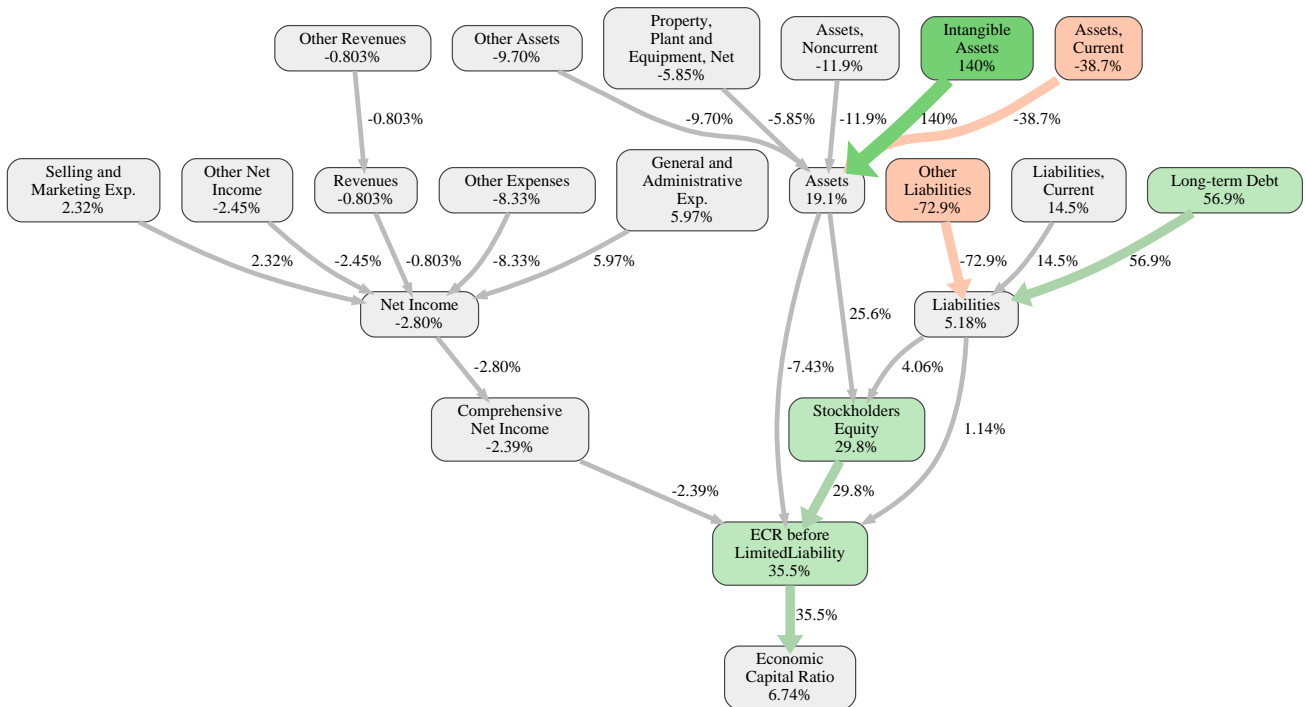 Other Revenues
-0.803%
Other Assets
-9.70%
Property,
Plant and
Equipment, Net
-5.85%
Assets,
Noncurrent
-11.9%
Intangible
Assets
140%
Assets,
Current
-38.7%
-0.803%
-9.70%
-5.85%
-11.9%
140%
-38.7%
Selling and
Marketing Exp.
2.32%
Other Net
Income
-2.45%
Revenues
-0.803%
Other Expenses
-8.33%
General and
Administrative
Exp.
5.97%
Assets
19.1%
Other
Liabilities
-72.9%
Liabilities,
Current
14.5%
Long-term Debt
56.9%
2.32%
-2.45%
-0.803%
-8.33%
5.97%
-72.9%
14.5%
56.9%
Net Income
-2.80%
25.6%
Liabilities
5.18%
-2.80%
-7.43%
4.06%
Comprehensive
Net Income
-2.39%
Stockholders
Equity
29.8%
1.14%
-2.39%
29.8%
ECR before
LimitedLiability
35.5%
35.5%
Economic
Capital Ratio
6.74%